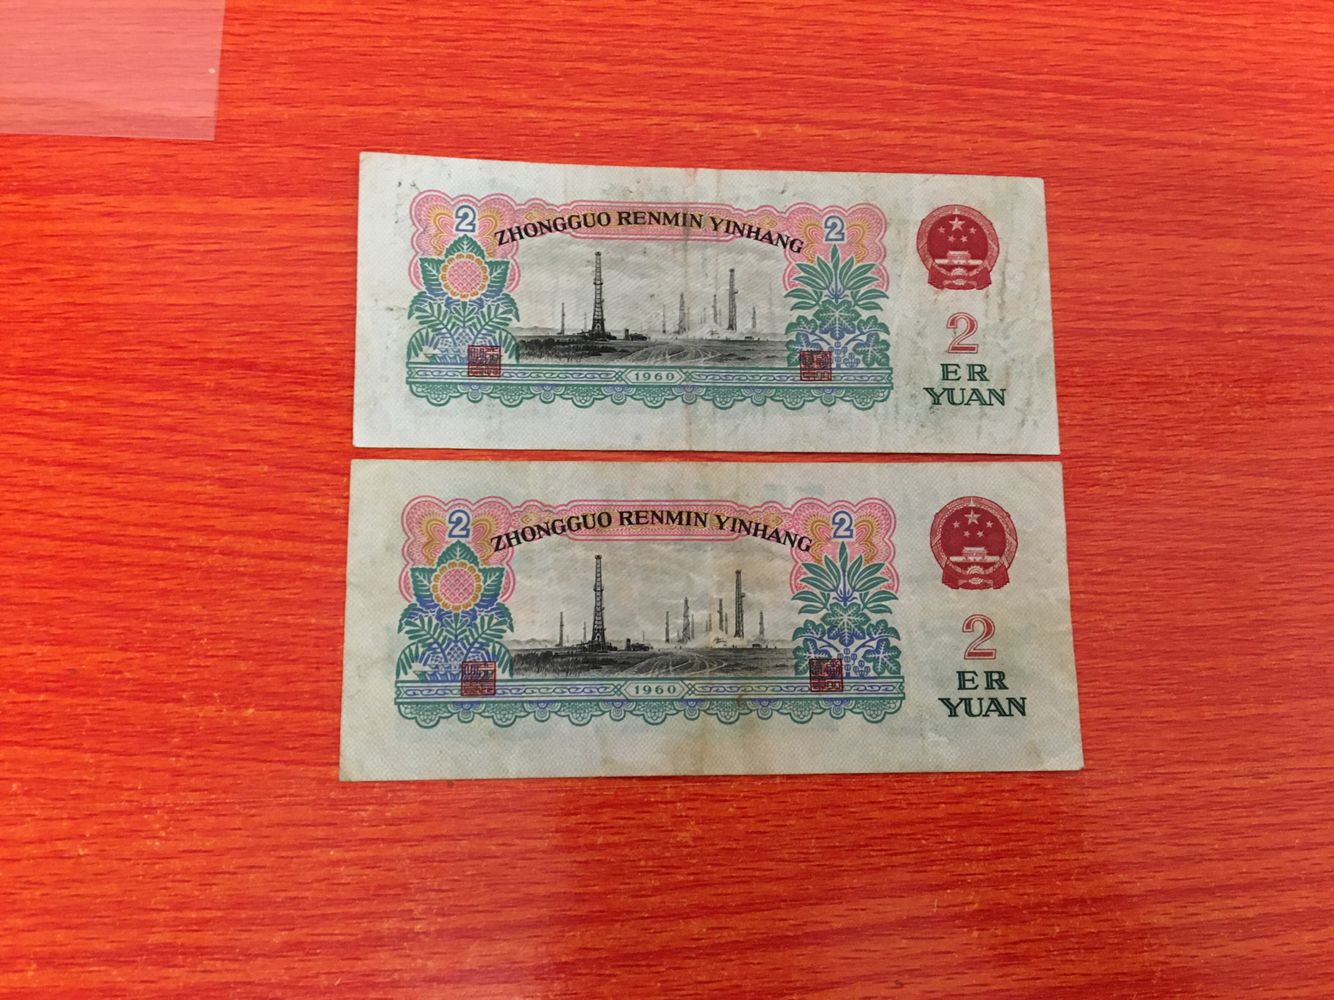 2 ZHONGGUO RENMIN YINHANG 2
2
ER
YUAN
1960
2 ZHONGGUO RENMIN YINHANG 2
2
ER
YUAN
1960